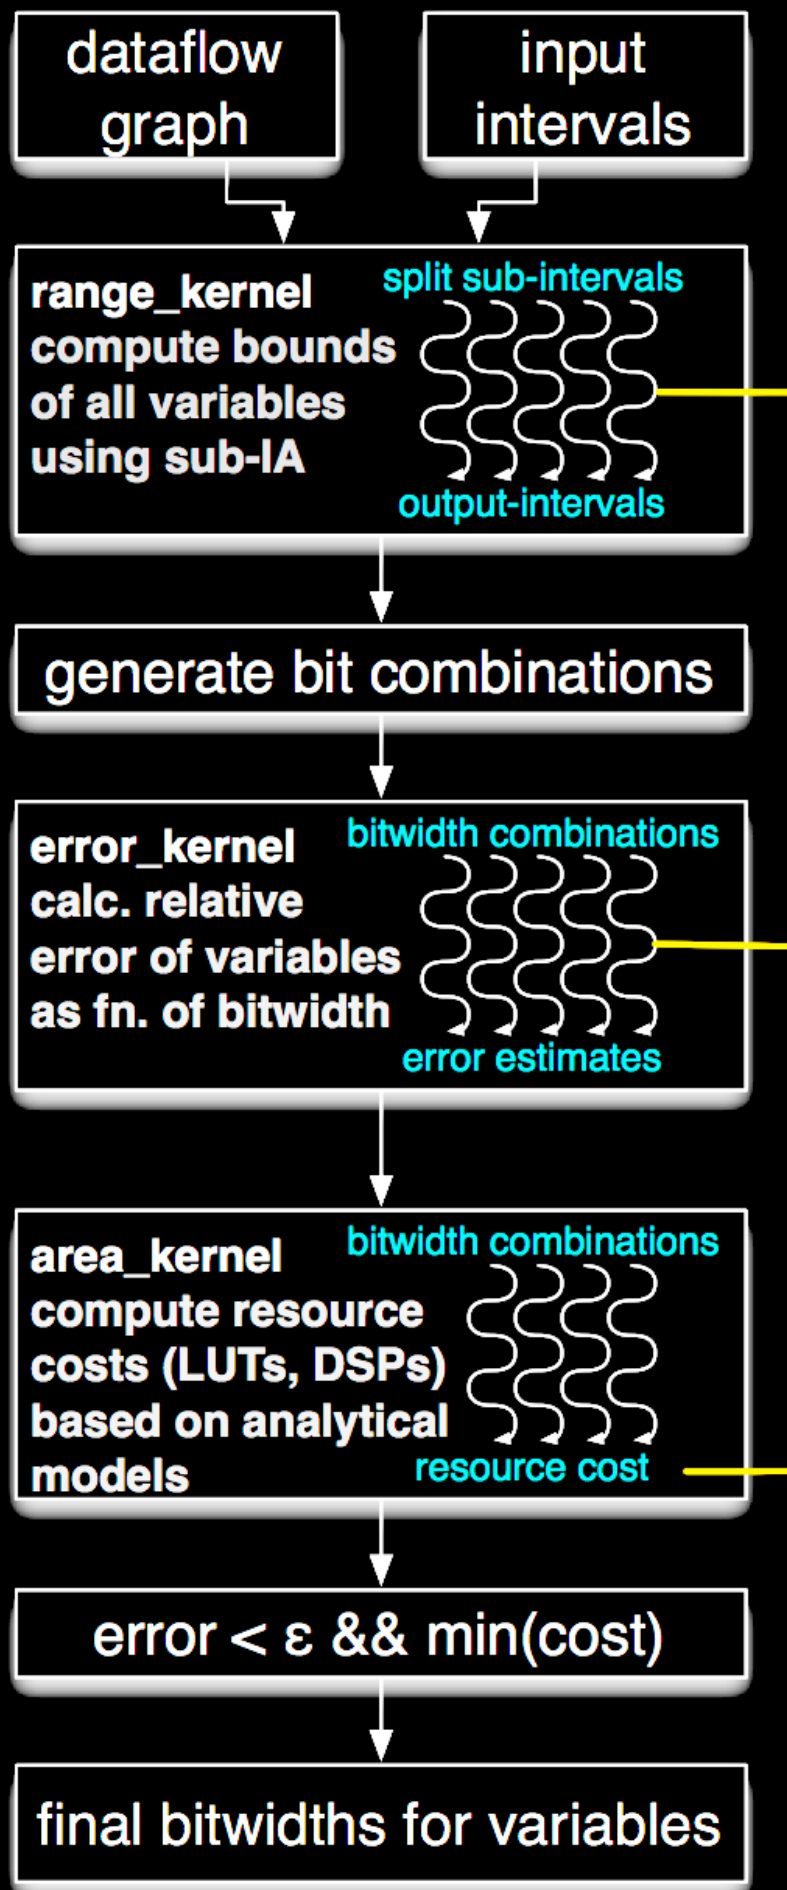 dataflow
graph
input
intervals
range_kernel
compute bounds
of all variables
using sub-IA
split sub-intervals
output-intervals
generate bit combinations
error_kernel
calc. relative
error of variables
as fn. of bitwidth
bitwidth combinations
error estimates
area_kernel
compute resource
costs (LUTs, DSPs)
based on analytical
models
bitwidth combinations
resource cost
error < ε && min(cost)
final bitwidths for variables